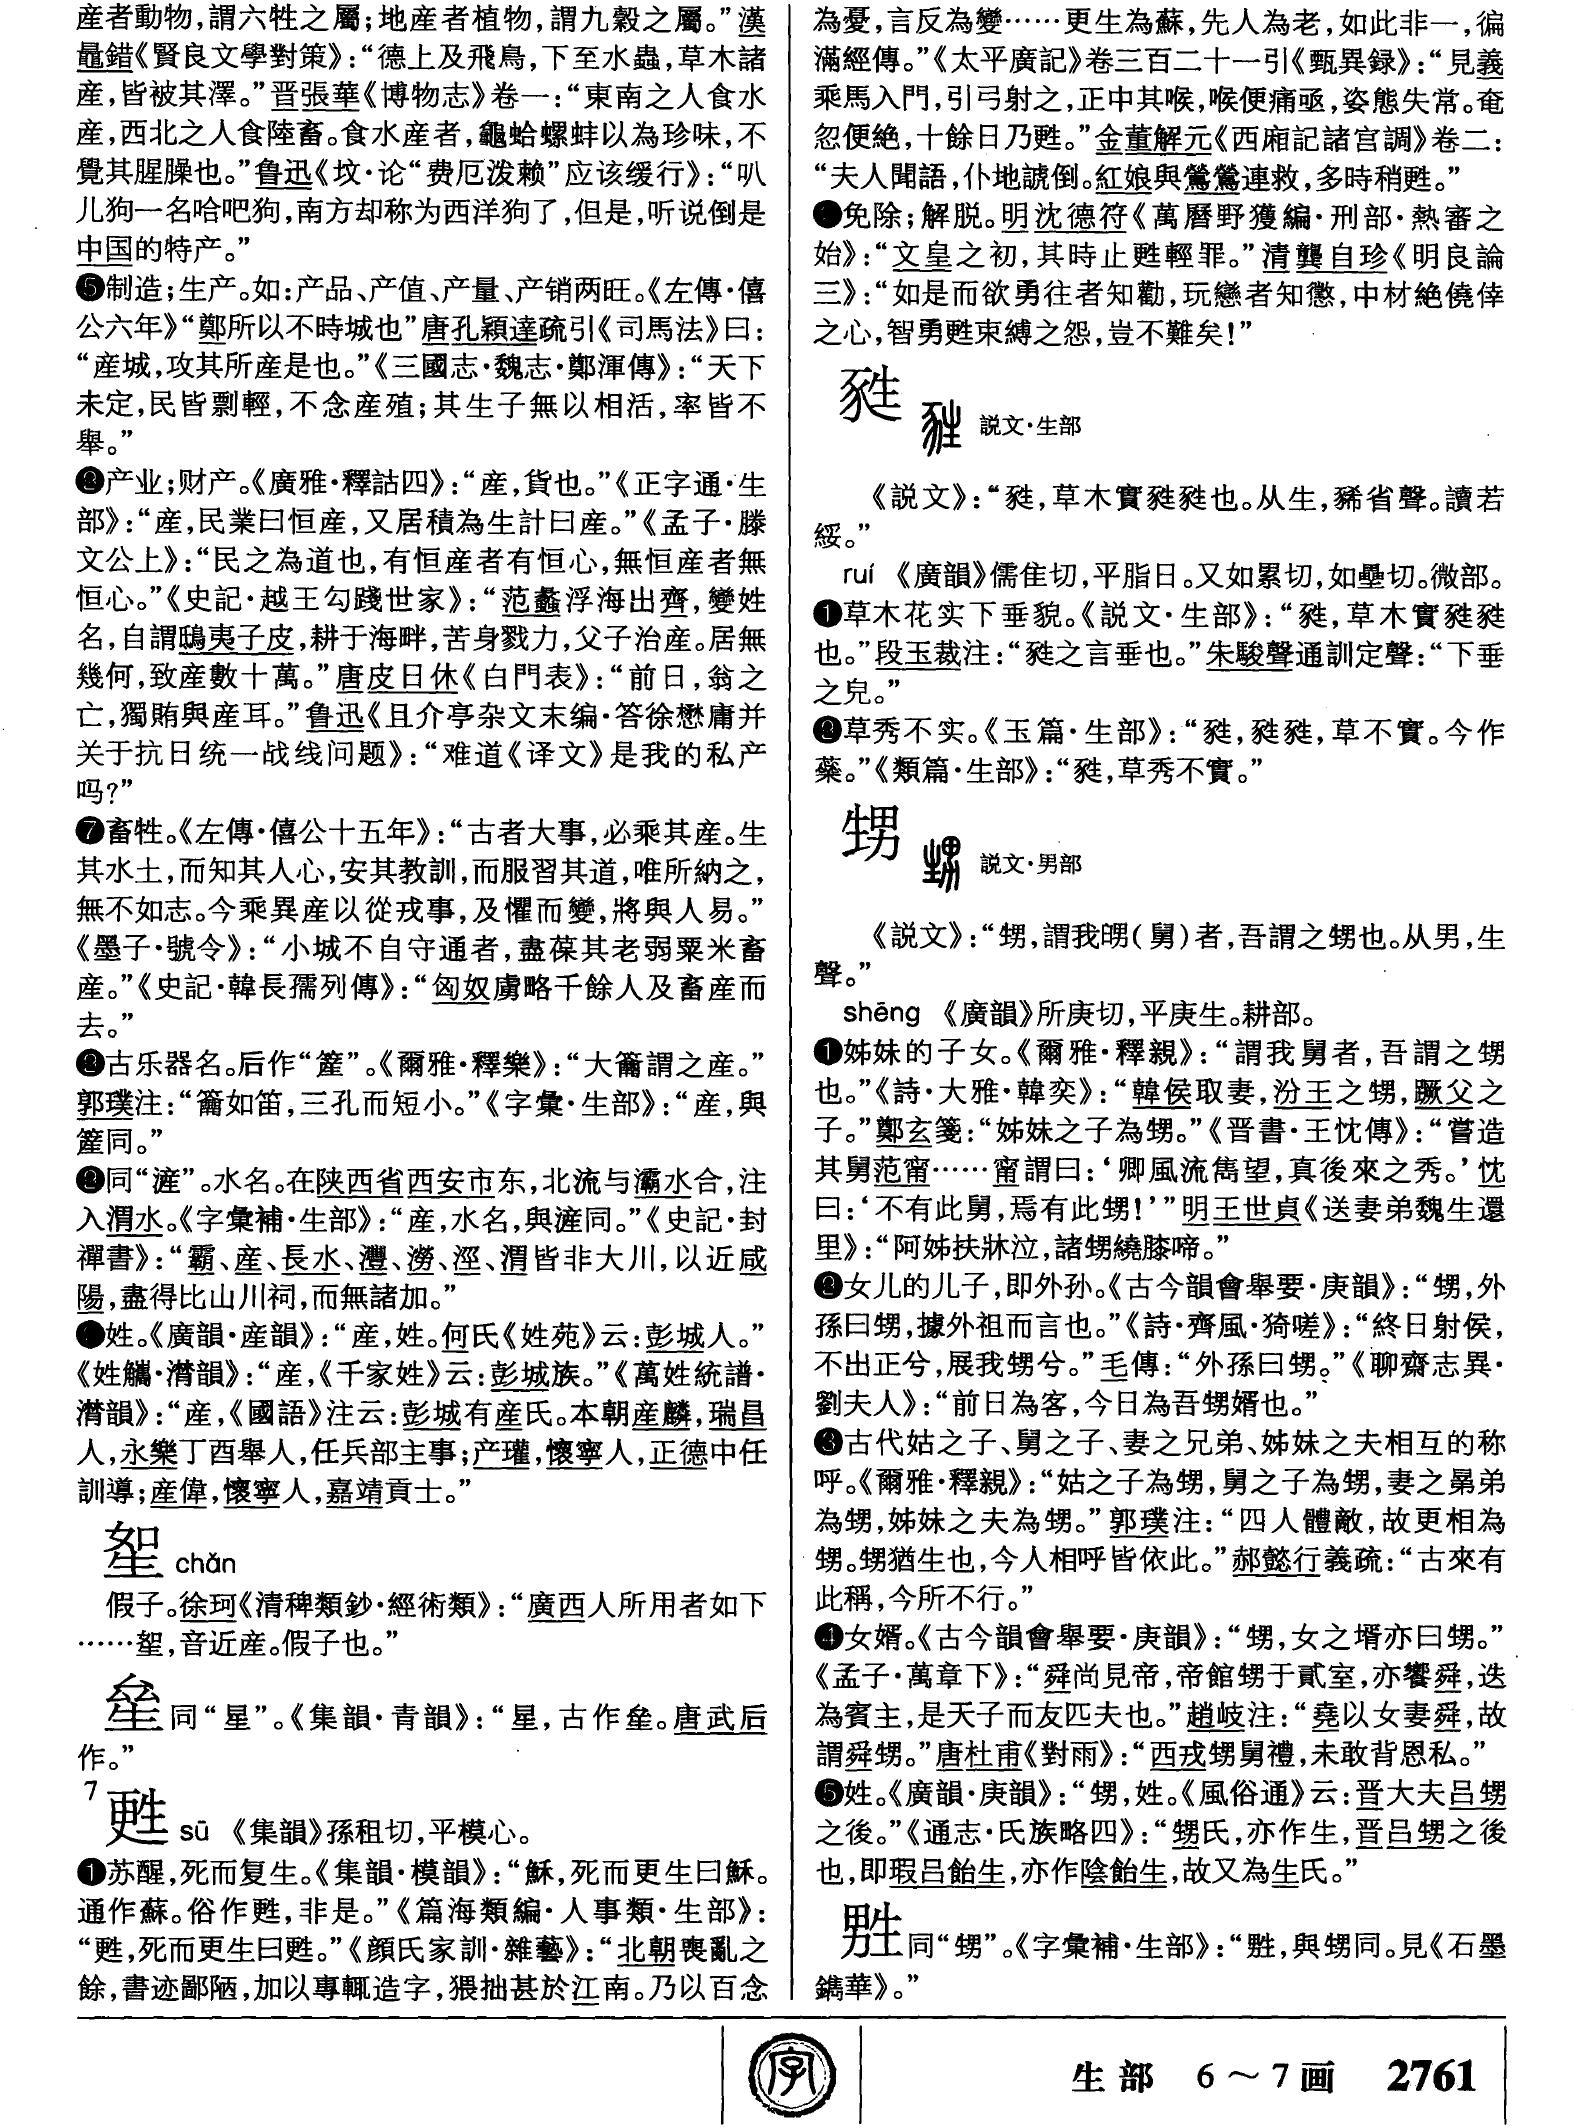 産者動物,謂六牲之屬;地産者植物,謂九穀之屬。”漢
鼂錯《賢良文學對策》:“德上及飛鳥,下至水蟲,草木諸
産,皆被其澤。”晋張華《博物志》卷一:“東南之人食水
産,西北之人食陸畜。食水産者,龜蛤螺蚌以為珍味,不
覺其腥臊也。”鲁迅《坟·论“费厄泼赖”应该缓行》:“叭
儿狗一名哈吧狗,南方却称为西洋狗了,但是,听说倒是
中国的特产。”
❺制造;生产。如:产品、产值、产量、产销两旺。《左傳·僖
公六年》“鄭所以不時城也”唐孔穎達疏引《司馬法》曰:
“産城,攻其所産是也。”《三國志·魏志·鄭渾傳》:“天下
未定,民皆剽輕,不念産殖;其生子無以相活,率皆不
舉。”
产业;财产。《廣雅·釋詁四》:“産,貨也。”《正字通·生
部》:“産,民業曰恒産,又居積為生計曰産。”《孟子·滕
文公上》:“民之為道也,有恒産者有恒心,無恒産者無
恒心。”《史記·越王勾踐世家》:“范蠡浮海出齊,變姓
名,自謂鴟夷子皮,耕于海畔,苦身戮力,父子治産。居無
幾何,致産數十萬。”唐皮日休《白門表》:“前日,翁之
亡,獨賄與産耳。”鲁迅《且介亭杂文末编·答徐懋庸并
关于抗日统一战线问题》:“难道《译文》是我的私产
吗?”
❼畜牲。《左傳·僖公十五年》:“古者大事,必乘其産。生
其水土,而知其人心,安其教訓,而服習其道,唯所納之,
無不如志。今乘異産以從戎事,及懼而變,將與人易。”
《墨子·號令》:“小城不自守通者,盡葆其老弱粟米畜
産。”《史記·韓長孺列傳》:“匈奴虜略千餘人及畜産而
去。”
古乐器名。后作“簅”。《爾雅·釋樂》:“大籥謂之産。”
郭璞注:“籥如笛,三孔而短小。”《字彙·生部》:“産,與
簅同。”
同“滻”。水名。在陕西省西安市东,北流与灞水合,注
入渭水。《字彙補·生部》:“産,水名,與滻同。”《史記·封
禪書》:“霸、産、長水、灃、澇、涇、渭皆非大川,以近咸
陽,盡得比山川祠,而無諸加。”
姓。《廣韻·産韻》:“産,姓。何氏《姓苑》云:彭城人。”
《姓觿·潸韻》:“産,《千家姓》云:彭城族。”《萬姓統譜·
潸韻》:“産,《國語》注云:彭城有産氏。本朝産麟,瑞昌
人,永樂丁酉舉人,任兵部主事;产瓘,懷寧人,正德中任
訓導;産偉,懷寧人,嘉靖貢士。”
chǎn
假子。徐珂《清稗類鈔·經術類》:“廣西人所用者如下
……,音近産。假子也。”
同“星”。《集韻·青韻》:“星,古作。唐武后
作。”
7
甦 sū 《集韻》孫租切,平模心。
❶苏醒,死而复生。《集韻·模韻》:“穌,死而更生曰穌。
通作蘇。俗作甦,非是。”《篇海類編·人事類·生部》:
“甦,死而更生曰甦。”《顔氏家訓·雜藝》:“北朝喪亂之
餘,書迹鄙陋,加以專輒造字,猥拙甚於江南。乃以百念
為憂,言反為變……更生為蘇,先人為老,如此非一,徧
滿經傳。”《太平廣記》卷三百二十一引《甄異録》:“見義
乘馬入門,引弓射之,正中其喉,喉便痛亟,姿態失常。奄
忽便絶,十餘日乃甦。”金董解元《西廂記諸宫調》卷二:
“夫人聞語,仆地諕倒。紅娘與鶯鶯連救,多時稍甦。”
免除;解脱。明沈德符《萬曆野獲編·刑部·熱審之
始》:“文皇之初,其時止甦輕罪。”清龔自珍《明良論
三》:“如是而欲勇往者知勸,玩戀者知懲,中材絶僥倖
之心,智勇甦束縛之怨,豈不難矣!”
甤 説文·生部
《説文》:“甤,草木實甤甤也。从生,豨省聲。讀若
綏。”
ruí 《廣韻》儒隹切,平脂日。又如累切,如壘切。微部。
❶草木花实下垂貌。《説文·生部》:“甤,草木實甤甤
也。”段玉裁注:“甤之言垂也。”朱駿聲通訓定聲:“下垂
之皃。”
❷草秀不实。《玉篇·生部》:“甤,甤甤,草不實。今作
蕤。”《類篇·生部》:“甤,草秀不實。”
甥 説文·男部
《説文》:“甥,謂我𤰪(舅)者,吾謂之甥也。从男,生
聲。”
shēng 《廣韻》所庚切,平庚生。耕部。
❶姊妹的子女。《爾雅·釋親》:“謂我舅者,吾謂之甥
也。”《詩·大雅·韓奕》:“韓侯取妻,汾王之甥,蹶父之
子。”鄭玄箋:“姊妹之子為甥。”《晋書·王忱傳》:“嘗造
其舅范甯……甯謂曰:‘卿風流雋望,真後來之秀。’忱
曰:‘不有此舅,焉有此甥!’”明王世貞《送妻弟魏生還
里》:“阿姊扶牀泣,諸甥繞膝啼。”
❷女儿的儿子,即外孙。《古今韻會舉要·庚韻》:“甥,外
孫曰甥,據外祖而言也。”《詩·齊風·猗嗟》:“終日射侯,
不出正兮,展我甥兮。”毛傳:“外孫曰甥。”《聊齋志異·
劉夫人》:“前日為客,今日為吾甥婿也。”
❸古代姑之子、舅之子、妻之兄弟、姊妹之夫相互的称
呼。《爾雅·釋親》:“姑之子為甥,舅之子為甥,妻之晜弟
為甥,姊妹之夫為甥。”郭璞注:“四人體敵,故更相為
甥。甥猶生也,今人相呼皆依此。”郝懿行義疏:“古來有
此稱,今所不行。”
❹女婿。《古今韻會舉要·庚韻》:“甥,女之壻亦曰甥。”
《孟子·萬章下》:“舜尚見帝,帝館甥于貳室,亦饗舜,迭
為賓主,是天子而友匹夫也。”趙岐注:“堯以女妻舜,故
謂舜甥。”唐杜甫《對雨》:“西戎甥舅禮,未敢背恩私。”
❺姓。《廣韻·庚韻》:“甥,姓。《風俗通》云:晋大夫吕甥
之後。”《通志·氏族略四》:“甥氏,亦作生,晋吕甥之後
也,即瑕吕飴生,亦作陰飴生,故又為生氏。”
同“甥”。《字彙補·生部》:“,與甥同。見《石墨
鐫華》。”
字
生部 6～7画 2761